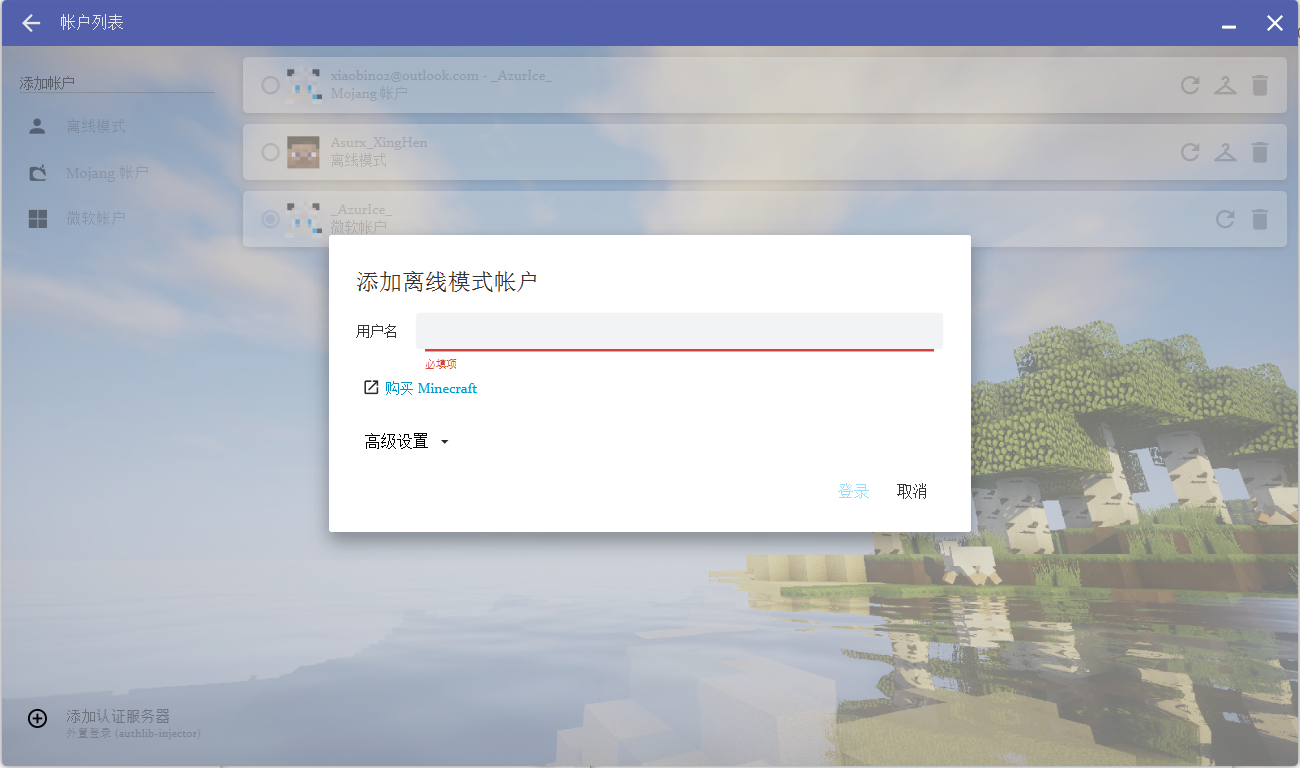 帐户列表
添加帐户
离线模式
Mojang 帐户
微软帐户
xiaobin02@outlook.com - _AzurIce_
Mojang 帐户
Asurx_XingHen
离线模式
_AzurIce_
微软帐户
添加离线模式帐户
用户名
必填项
购买 Minecraft
高级设置
登录
取消
添加认证服务器
外置登录 (authlib-injector)